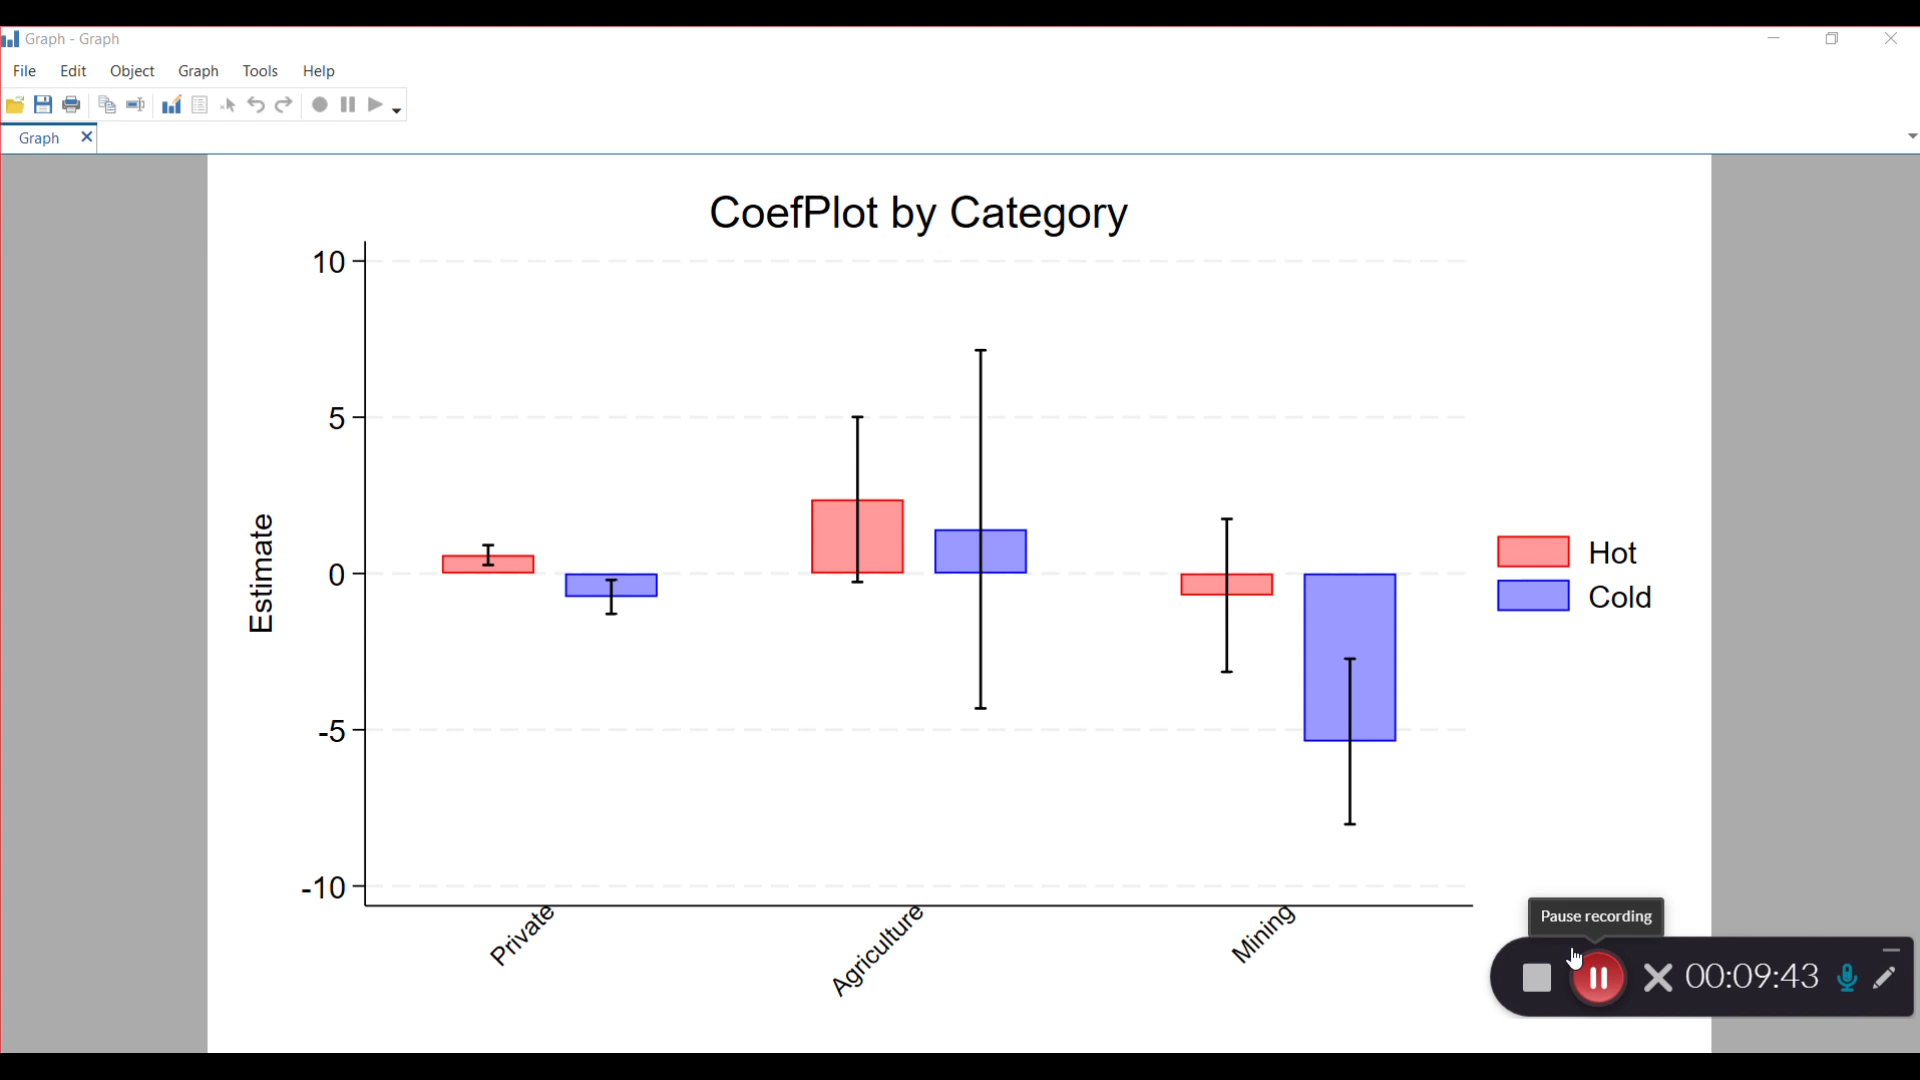 Graph - Graph
File Edit Object Graph Tools Help
Graph
CoefPlot by Category
10
5
0
-5
-10
Estimate
Hot
Cold
Private
Agriculture
Mining
Pause recording
00:09:43